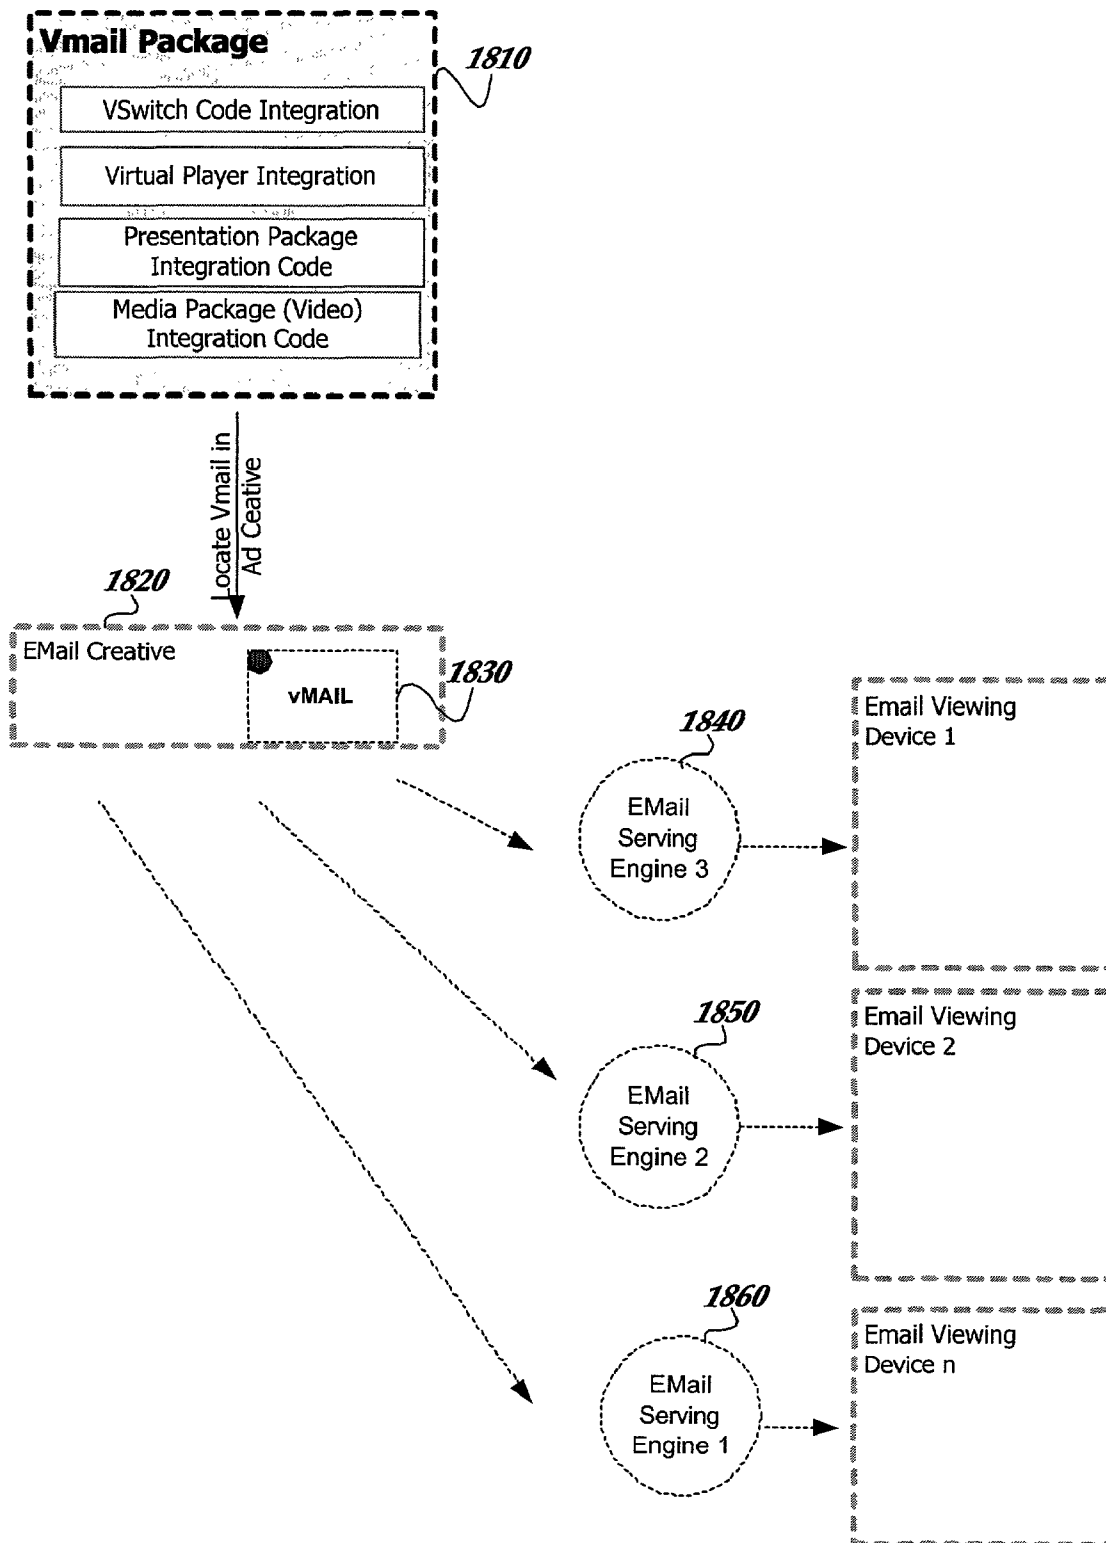 Vmail Package
1810
VSwitch Code Integration
Virtual Player Integration
Presentation Package
Integration Code
Media Package (Video)
Integration Code
Locate Vmail in
Ad Ceative
1820
EMail Creative
vMAIL
1830
1840
EMail
Serving
Engine 3
Email Viewing
Device 1
1850
EMail
Serving
Engine 2
Email Viewing
Device 2
1860
EMail
Serving
Engine 1
Email Viewing
Device n